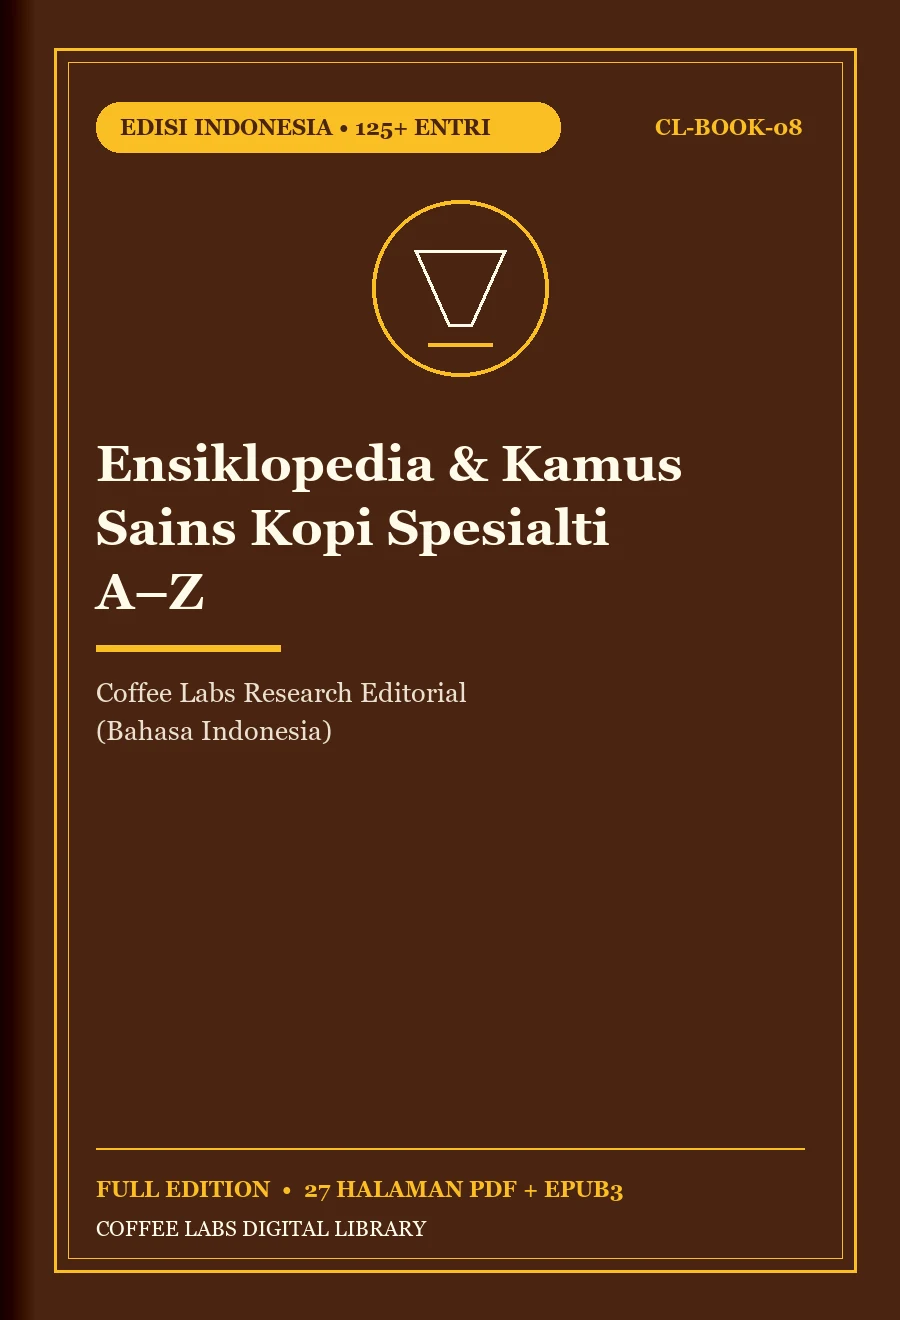 EDISI INDONESIA • 125+ ENTRI
CL-BOOK-08
Ensiklopedia & Kamus
Sains Kopi Spesialti
A–Z
Coffee Labs Research Editorial
(Bahasa Indonesia)
FULL EDITION • 27 HALAMAN PDF + EPUB3
COFFEE LABS DIGITAL LIBRARY